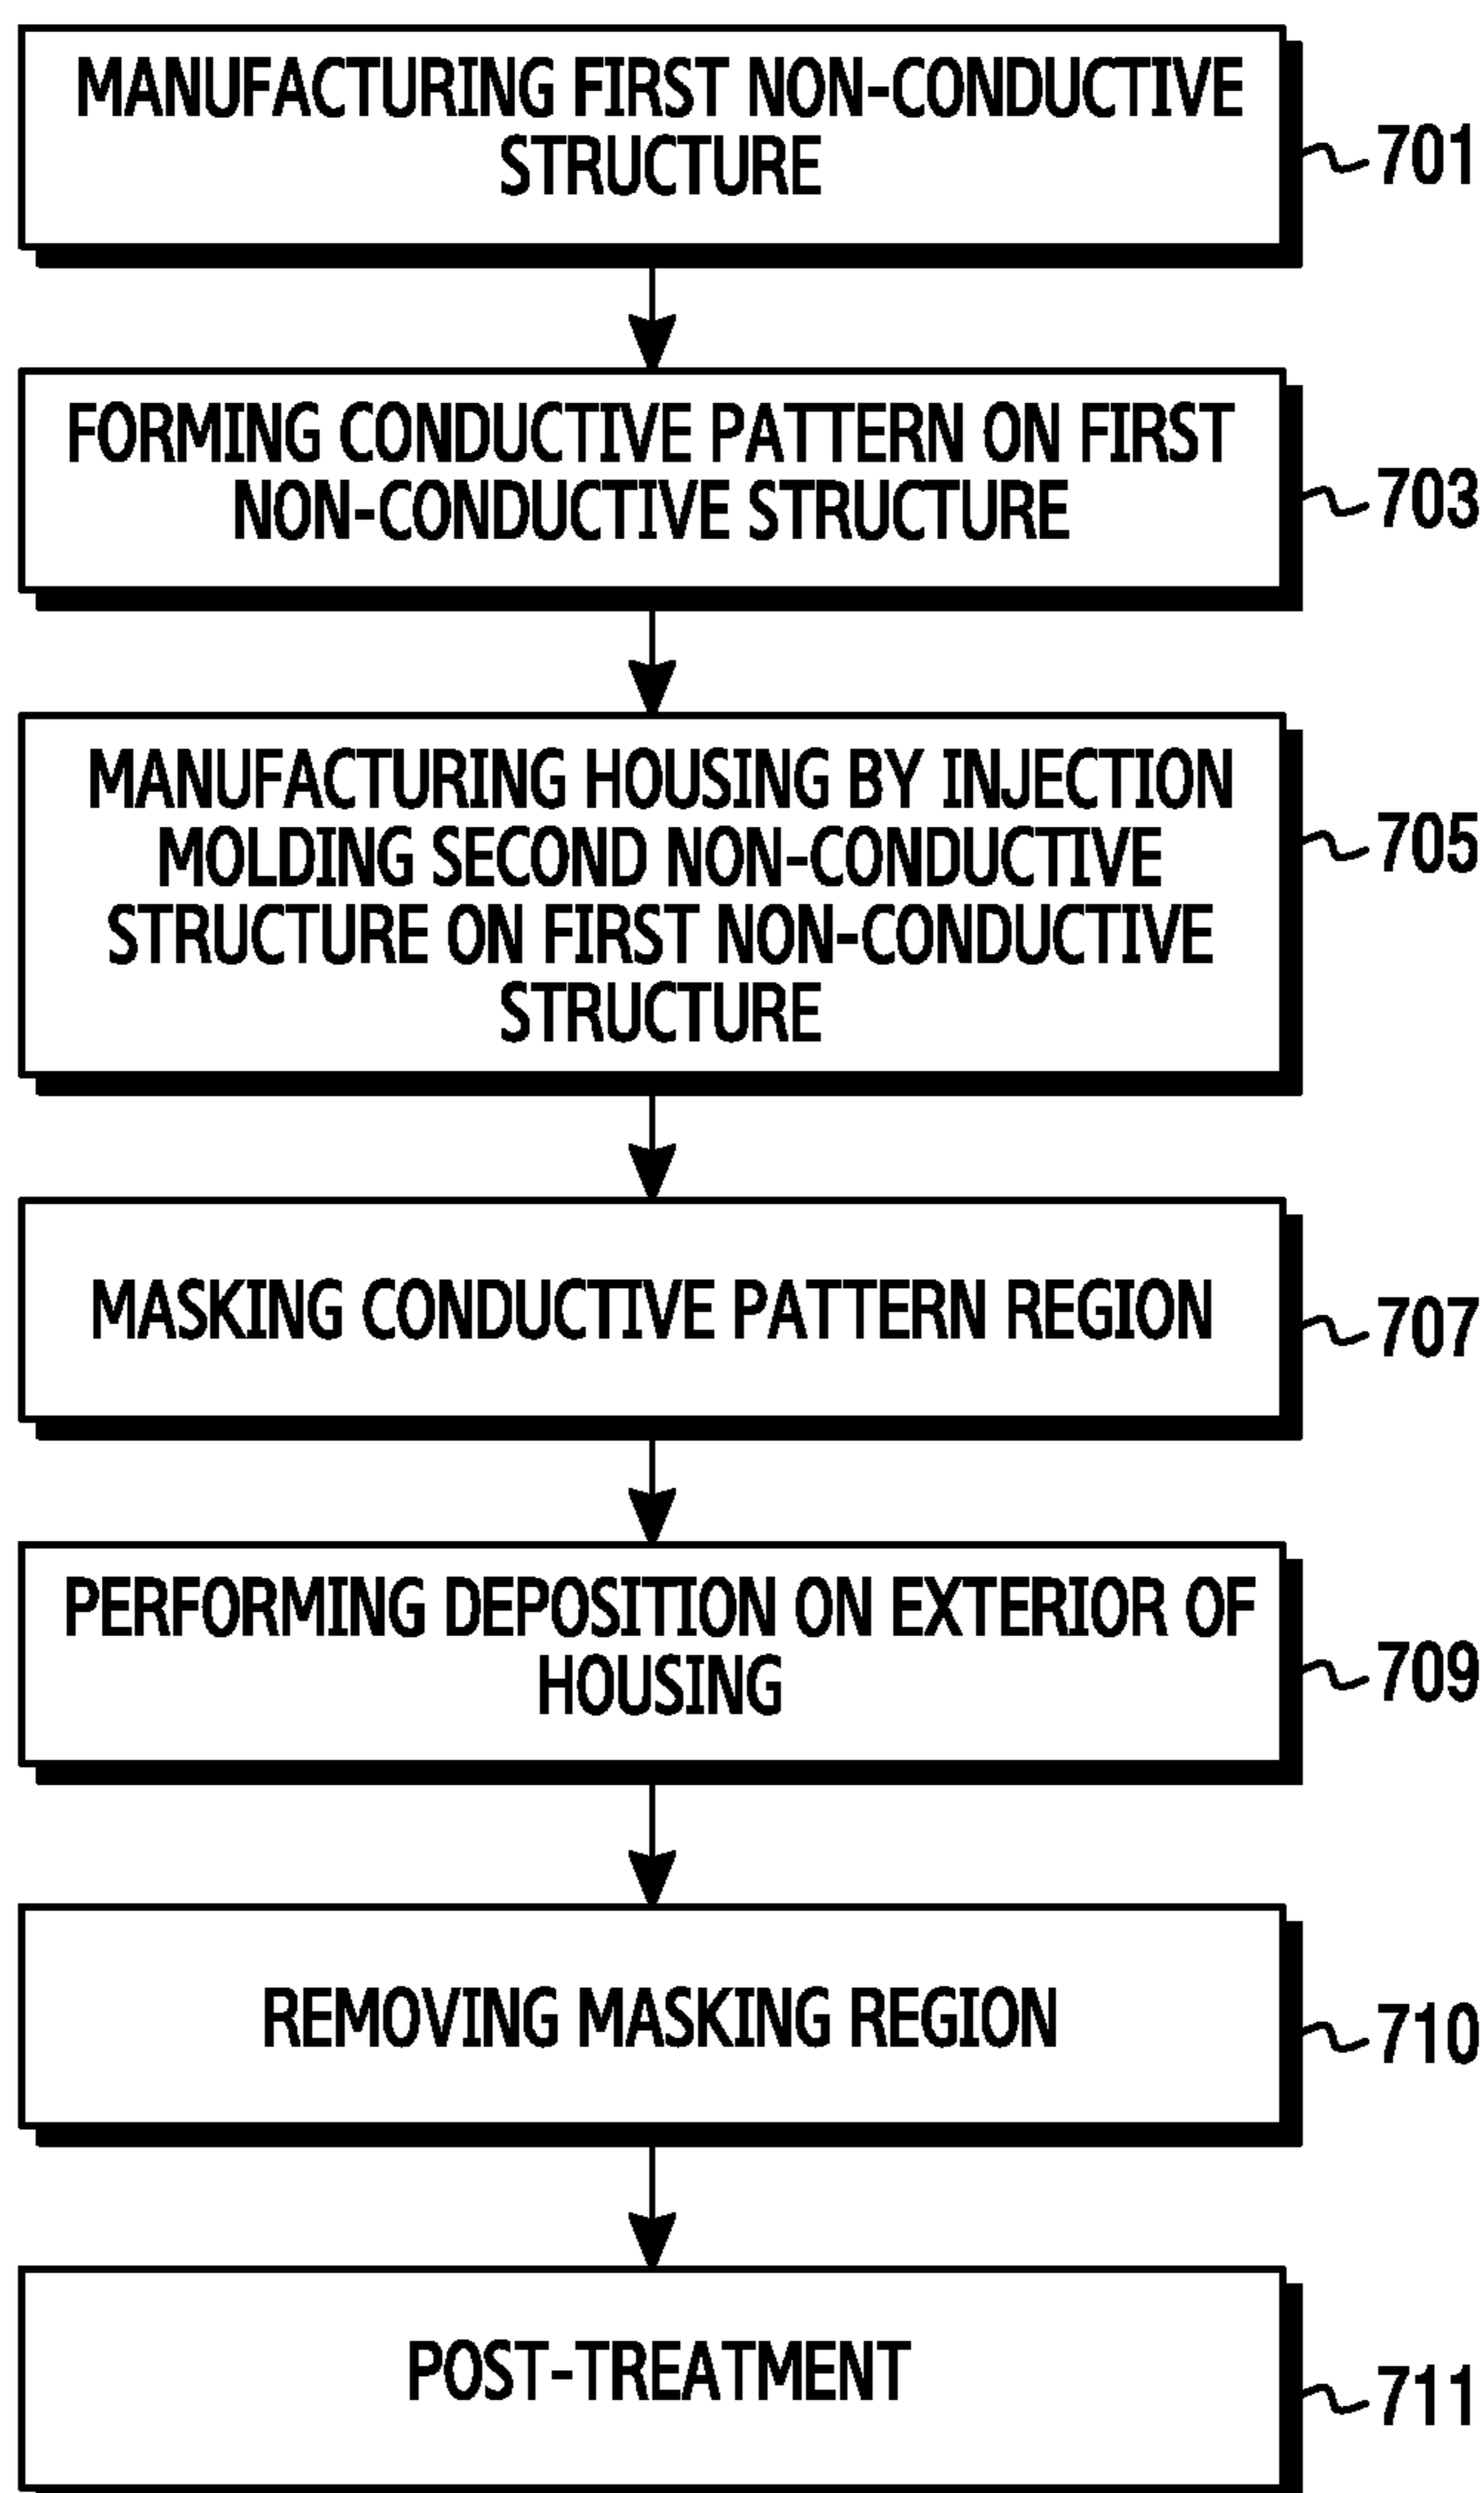 MANUFACTURING FIRST NON-CONDUCTIVE
STRUCTURE
701
FORMING CONDUCTIVE PATTERN ON FIRST
NON-CONDUCTIVE STRUCTURE
703
MANUFACTURING HOUSING BY INJECTION
MOLDING SECOND NON-CONDUCTIVE
STRUCTURE ON FIRST NON-CONDUCTIVE
STRUCTURE
705
MASKING CONDUCTIVE PATTERN REGION
707
PERFORMING DEPOSITION ON EXTERIOR OF
HOUSING
709
REMOVING MASKING REGION
710
POST-TREATMENT
711